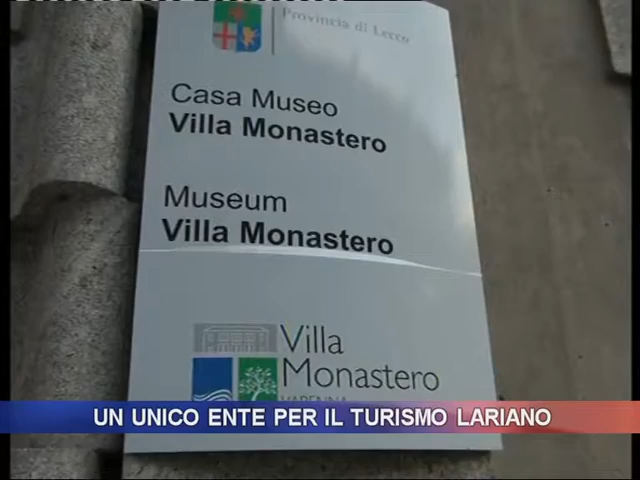 Provincia di Lecco
Casa Museo
Villa Monastero
Museum
Villa Monastero
Villa
Monastero
VARENNA
UN UNICO ENTE PER IL TURISMO LARIANO